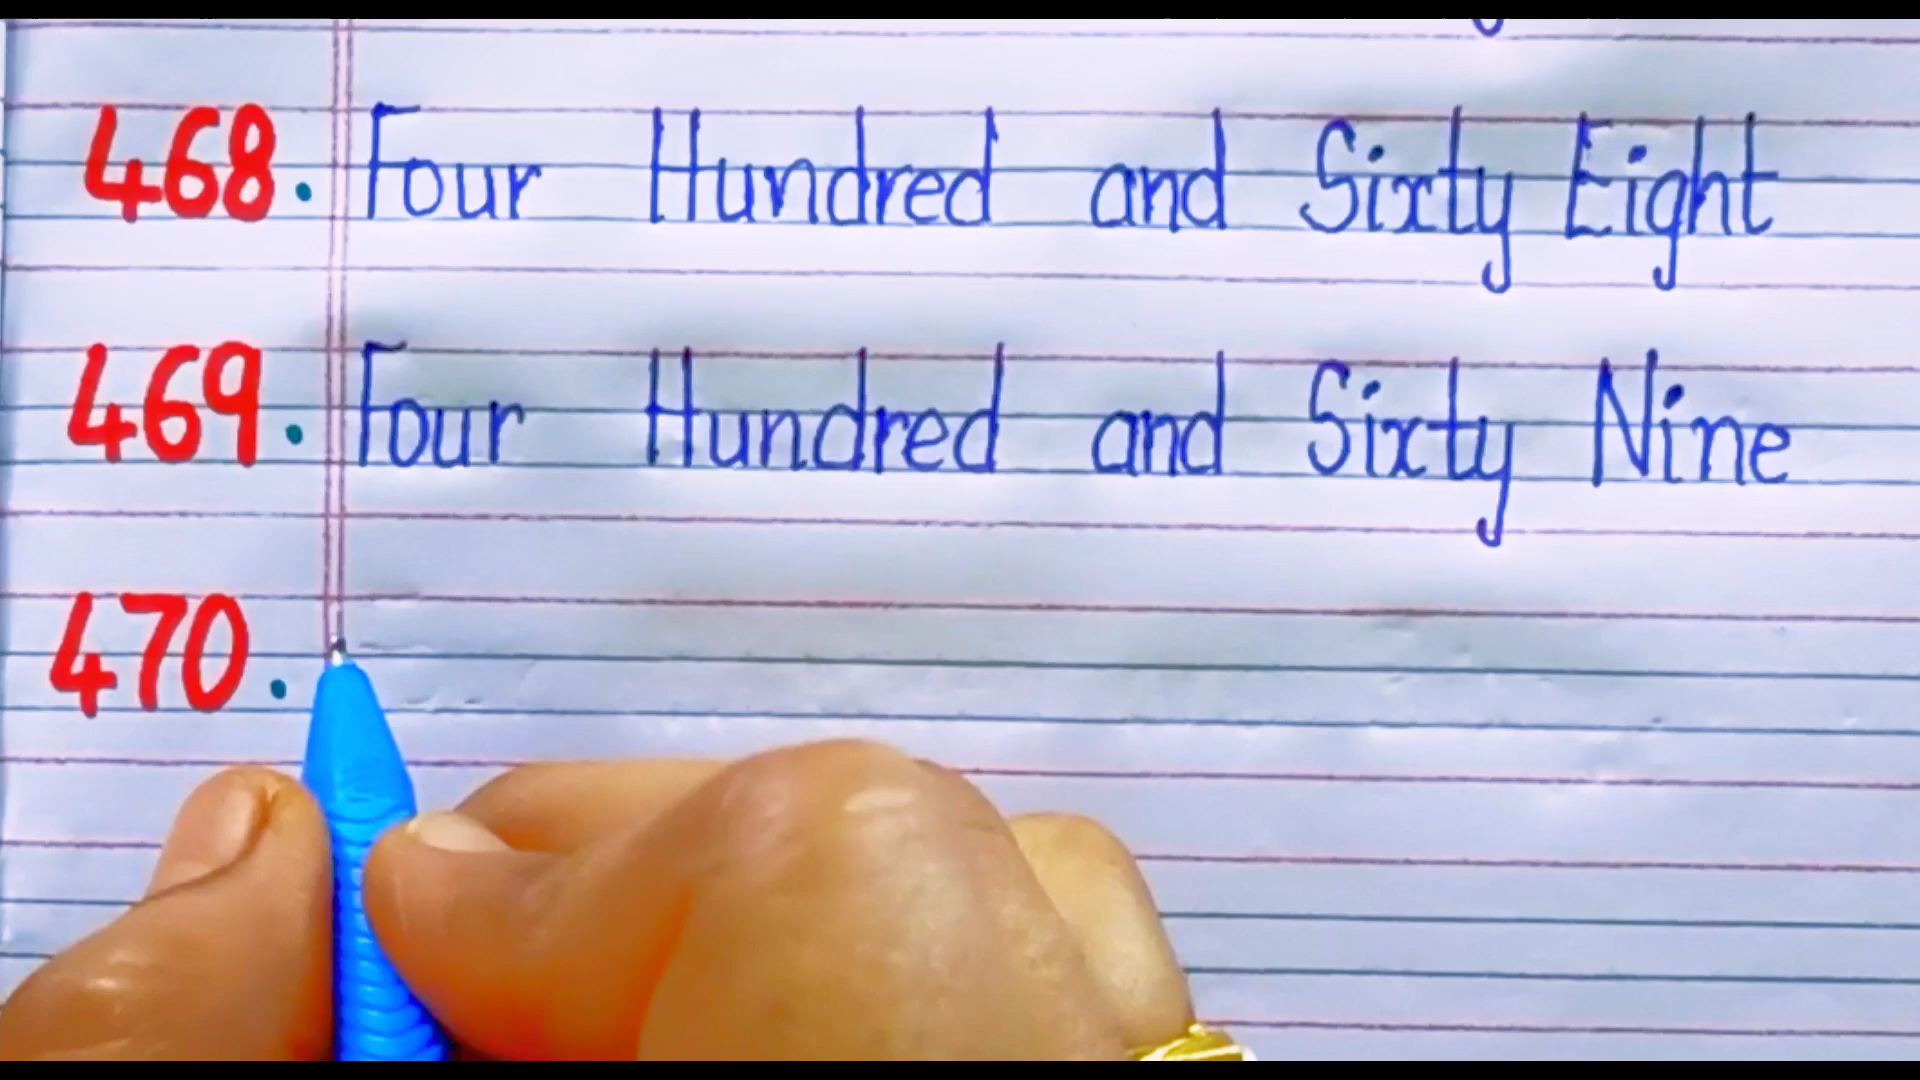 468. Four Hundred and Sixty Eight
469. Four Hundred and Sixty Nine
470.